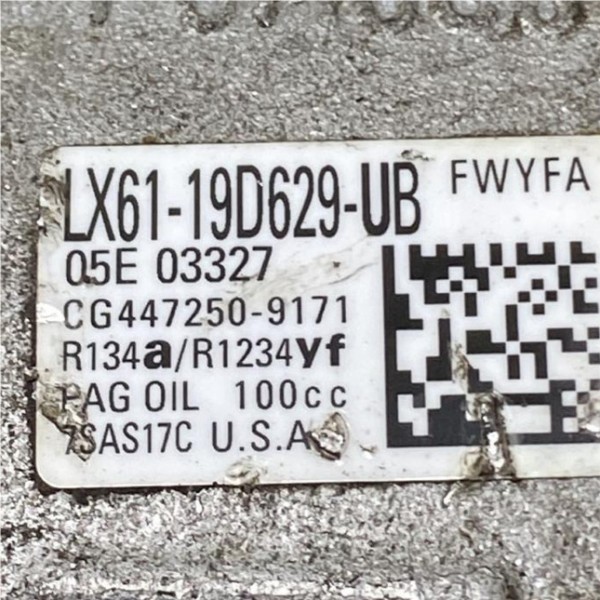 LX61-19D629-UB FWYFA
05E 03327
CG447250-9171
R134a/R1234yf
PAG OIL 100cc
7SAS17C U.S.A